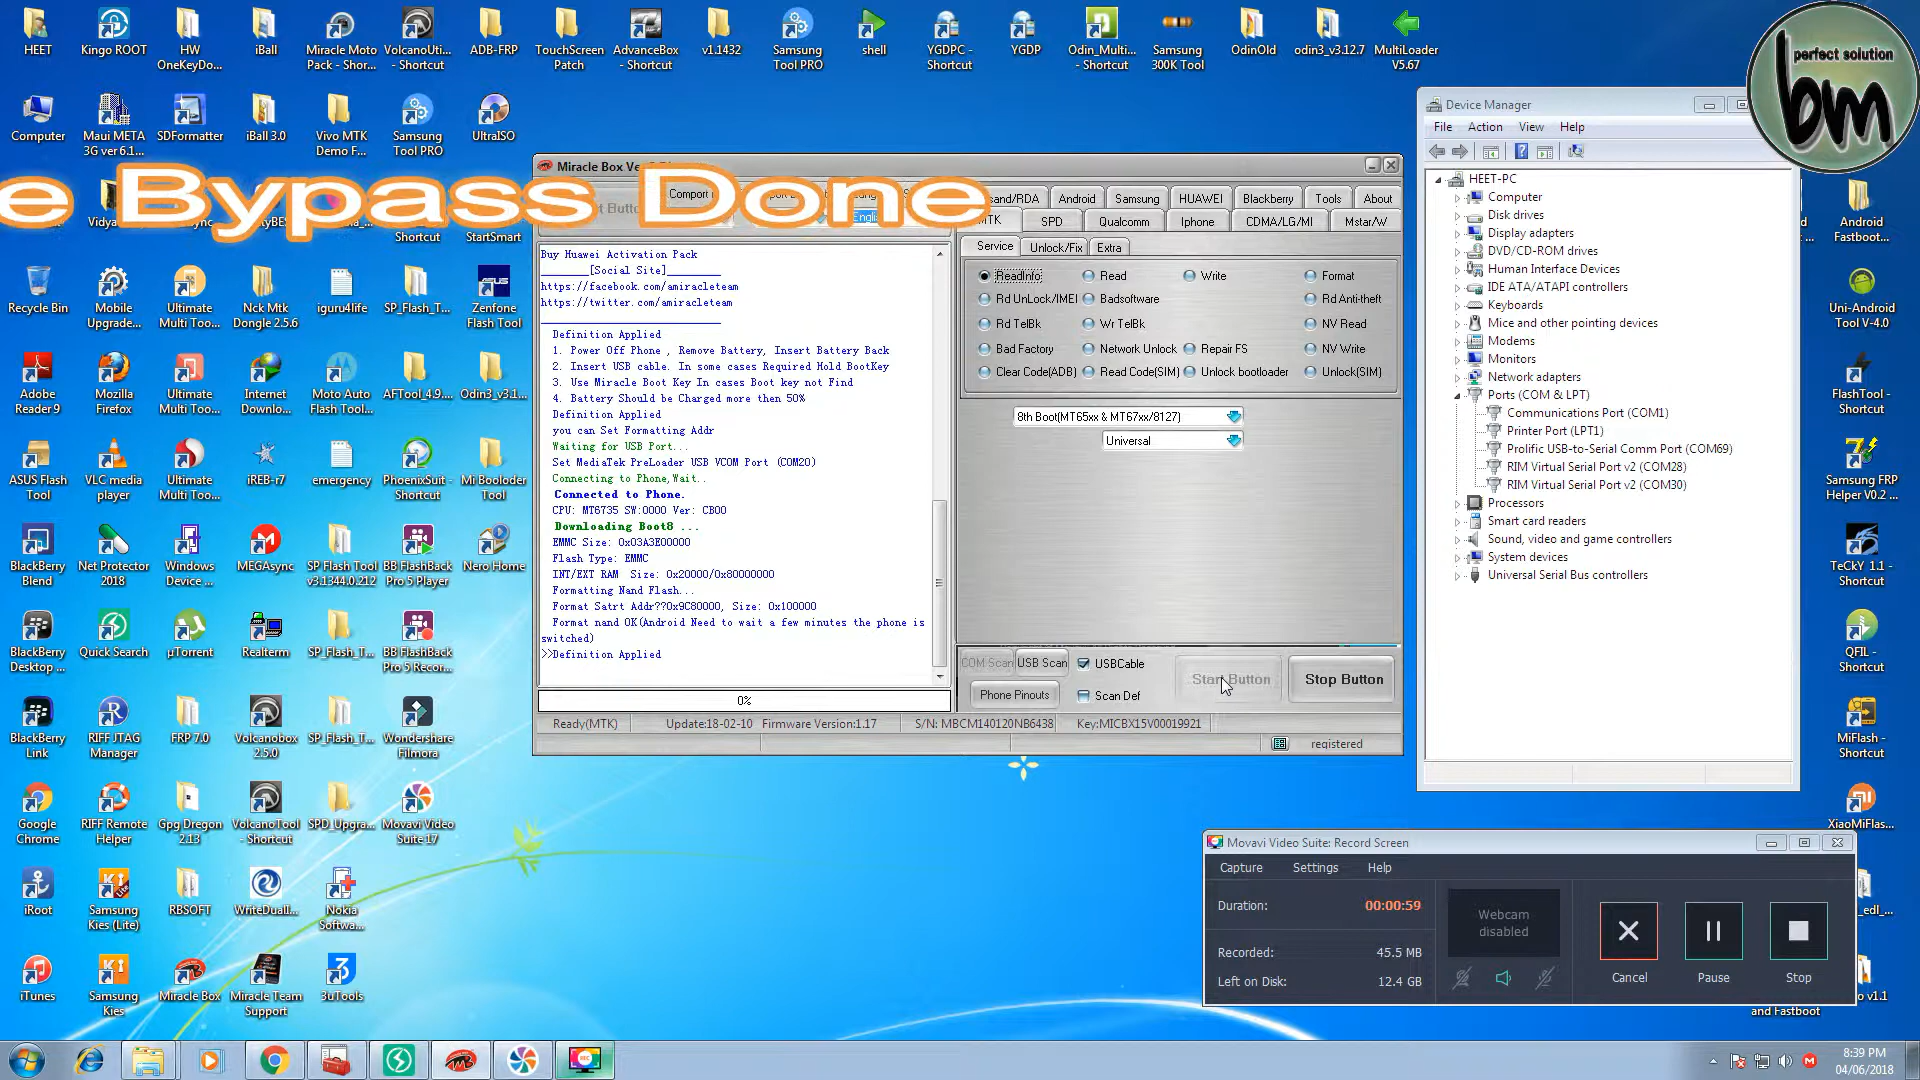 HEET
Kingo ROOT
HW OneKeyDo...
iBall
Miracle Moto Pack - Shor...
VolcanoUti... - Shortcut
ADB-FRP
TouchScreen Patch
AdvanceBox - Shortcut
v1.1432
Samsung Tool PRO
shell
YGDPC - Shortcut
YGDP
Odin_Multi... - Shortcut
Samsung 300K Tool
OdinOld
odin3_v3.12.7
MultiLoader V5.67
perfect solution
bm
Computer
Maui META 3G ver 6.1...
SDFormatter
iBall 3.0
Vivo MTK Demo F...
Samsung Tool PRO
UltraISO
e Bypass Done
Shortcut
StartSmart
Recycle Bin
Mobile Upgrade...
Ultimate Multi Too...
Nck Mtk Dongle 2.5.6
iguru4life
SP_Flash_T...
Zenfone Flash Tool
Adobe Reader 9
Mozilla Firefox
Ultimate Multi Too...
Internet Downlo...
Moto Auto Flash Tool...
AFTool_4.9....
Odin3_v3.1...
ASUS Flash Tool
VLC media player
Ultimate Multi Too...
iREB-r7
emergency
PhoenixSuit - Shortcut
Mi Booloder Tool
BlackBerry Blend
Net Protector 2018
Windows Device ...
MEGAsync
SP Flash Tool v3.1344.0.212
BB FlashBack Pro 5 Player
Nero Home
BlackBerry Desktop ...
Quick Search
µTorrent
Realterm
SP_Flash_T...
BB FlashBack Pro 5 Recor...
BlackBerry Link
RIFF JTAG Manager
FRP 7.0
Volcanobox 2.5.0
SP_Flash_T...
Wondershare Filmora
Google Chrome
RIFF Remote Helper
Gpg Dregon 2.13
VolcanoTool - Shortcut
SPD_Upgra...
Movavi Video Suite 17
iRoot
Samsung Kies (Lite)
RBSOFT
WriteDuall...
Nokia Softwa...
iTunes
Samsung Kies
Miracle Box
Miracle Team Support
3uTools
Miracle Box Ve
Comport
Android
Samsung
HUAWEI
Blackberry
Tools
About
MTK
SPD
Qualcomm
Iphone
CDMA/LG/MI
Mstar/W
Service
Unlock/Fix
Extra
ReadInfo
Read
Write
Format
Rd UnLock/IMEI
Badsoftware
Rd Anti-theft
Rd TelBk
Wr TelBk
NV Read
Bad Factory
Network Unlock
Repair FS
NV Write
Clear Code(ADB)
Read Code(SIM)
Unlock bootloader
Unlock(SIM)
8th Boot(MT65xx & MT67xx/8127)
Universal
Buy Huawei Activation Pack
________[Social Site]_________
https://facebook.com/amiracleteam
https://twitter.com/amiracleteam
Definition Applied
1. Power Off Phone , Remove Battery, Insert Battery Back
2. Insert USB cable. In some cases Required Hold BootKey
3. Use Miracle Boot Key In cases Boot key not Find
4. Battery Should be Charged more then 50%
Definition Applied
you can Set Formatting Addr
Waiting for USB Port...
Set MediaTek PreLoader USB VCOM Port (COM20)
Connecting to Phone,Wait..
Connected to Phone.
CPU: MT6735 SW:0000 Ver: CB00
Downloading Boot8 ...
EMMC Size: 0x03A3E00000
Flash Type: EMMC
INT/EXT RAM Size: 0x20000/0x80000000
Formatting Nand Flash...
Format Satrt Addr??0x9C80000, Size: 0x100000
Format nand OK(Android Need to wait a few minutes the phone is
switched)
>>Definition Applied
0%
COM Scan
USB Scan
USBCable
Phone Pinouts
Scan Def
Start Button
Stop Button
Ready(MTK)
Update:18-02-10
Firmware Version:1.17
S/N: MBCM140120NB6438
Key:MICBX15V00019921
registered
Device Manager
File
Action
View
Help
HEET-PC
Computer
Disk drives
Display adapters
DVD/CD-ROM drives
Human Interface Devices
IDE ATA/ATAPI controllers
Keyboards
Mice and other pointing devices
Modems
Monitors
Network adapters
Ports (COM & LPT)
Communications Port (COM1)
Printer Port (LPT1)
Prolific USB-to-Serial Comm Port (COM69)
RIM Virtual Serial Port v2 (COM28)
RIM Virtual Serial Port v2 (COM30)
Processors
Smart card readers
Sound, video and game controllers
System devices
Universal Serial Bus controllers
Android Fastboot...
Uni-Android Tool V-4.0
FlashTool - Shortcut
Samsung FRP Helper V0.2 ...
TeCkY 1.1 - Shortcut
QFIL - Shortcut
MiFlash - Shortcut
XiaoMiFlas...
_edl_...
v1.1
and Fastboot
Movavi Video Suite: Record Screen
Capture
Settings
Help
Duration:
00:00:59
Recorded:
45.5 MB
Left on Disk:
12.4 GB
Webcam disabled
Cancel
Pause
Stop
8:39 PM
04/06/2018